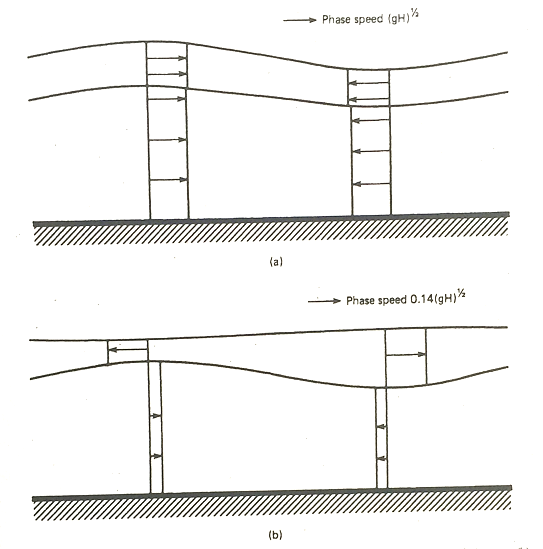 Phase speed (gH)½
(a)
Phase speed 0.14(gH)½
(b)